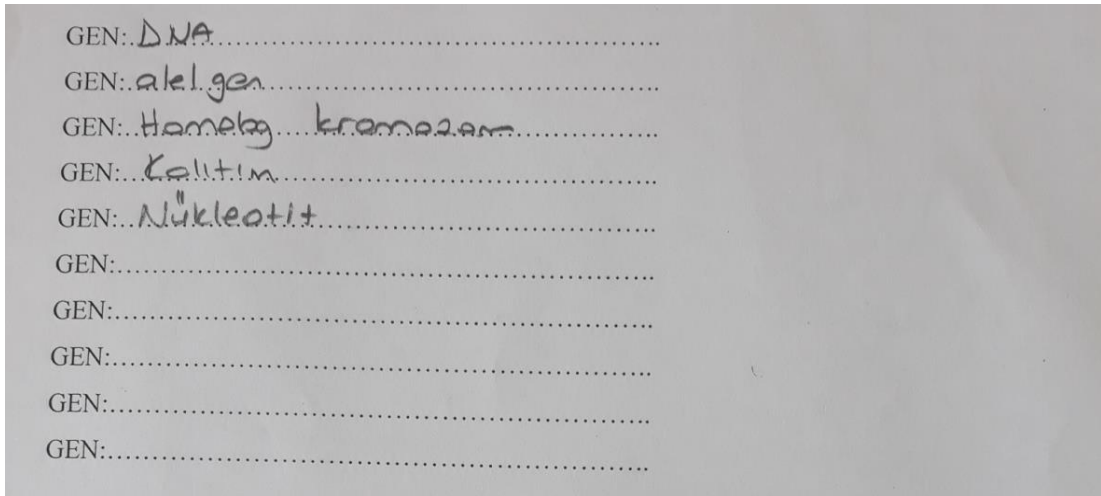 GEN: DNA
GEN: alel gen
GEN: Homolog kromozom
GEN: Kalıtım
GEN: Nükleotit
GEN:
GEN:
GEN:
GEN:
GEN: